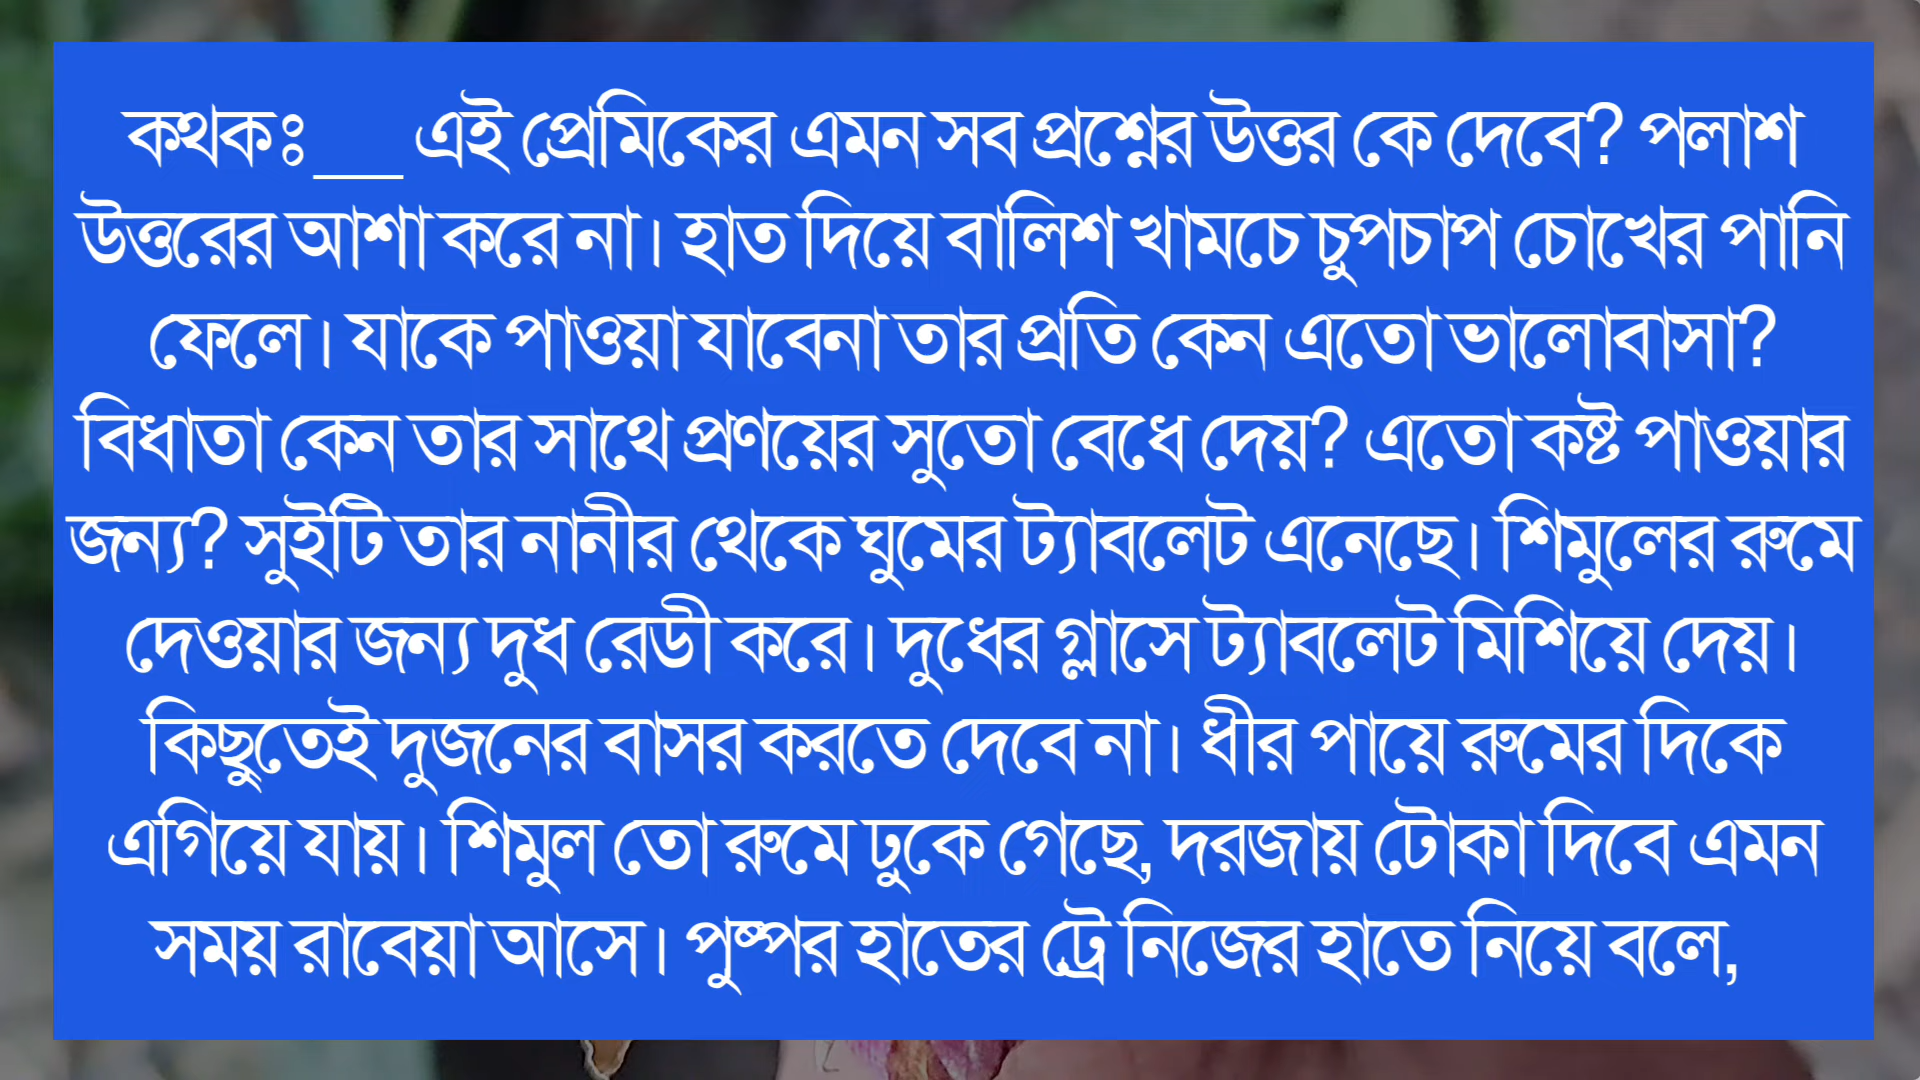 কথকঃ__ এই প্রেমিকের এমন সব প্রশ্নের উত্তর কে দেবে? পলাশ
উত্তরের আশা করে না। হাত দিয়ে বালিশ খামচে চুপচাপ চোখের পানি
ফেলে। যাকে পাওয়া যাবেনা তার প্রতি কেন এতো ভালোবাসা?
বিধাতা কেন তার সাথে প্রণয়ের সুতো বেধে দেয়? এতো কষ্ট পাওয়ার
জন্য? সুইটি তার নানীর থেকে ঘুমের ট্যাবলেট এনেছে। শিমুলের রুমে
দেওয়ার জন্য দুধ রেডী করে। দুধের গ্লাসে ট্যাবলেট মিশিয়ে দেয়।
কিছুতেই দুজনের বাসর করতে দেবে না। ধীর পায়ে রুমের দিকে
এগিয়ে যায়। শিমুল তো রুমে ঢুকে গেছে, দরজায় টোকা দিবে এমন
সময় রাবেয়া আসে। পুষ্পর হাতের ট্রে নিজের হাতে নিয়ে বলে,